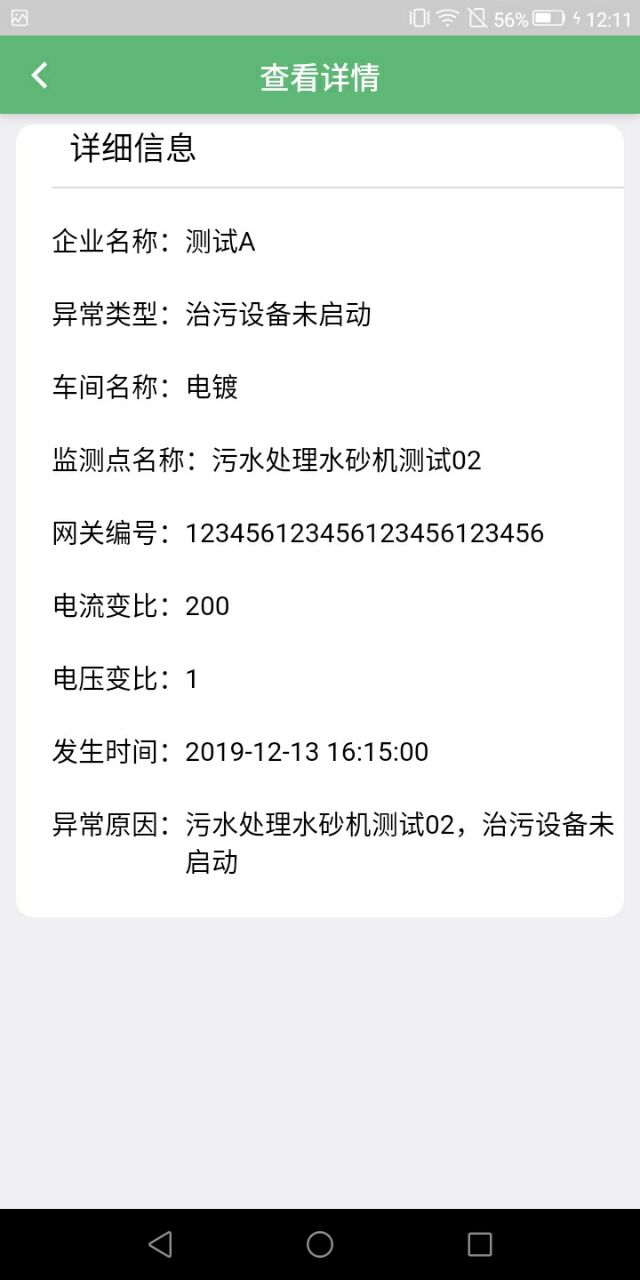 56% 12:11
查看详情
详细信息
企业名称：测试A
异常类型：治污设备未启动
车间名称：电镀
监测点名称：污水处理水砂机测试02
网关编号：123456123456123456123456
电流变比：200
电压变比：1
发生时间：2019-12-13 16:15:00
异常原因：污水处理水砂机测试02，治污设备未
启动